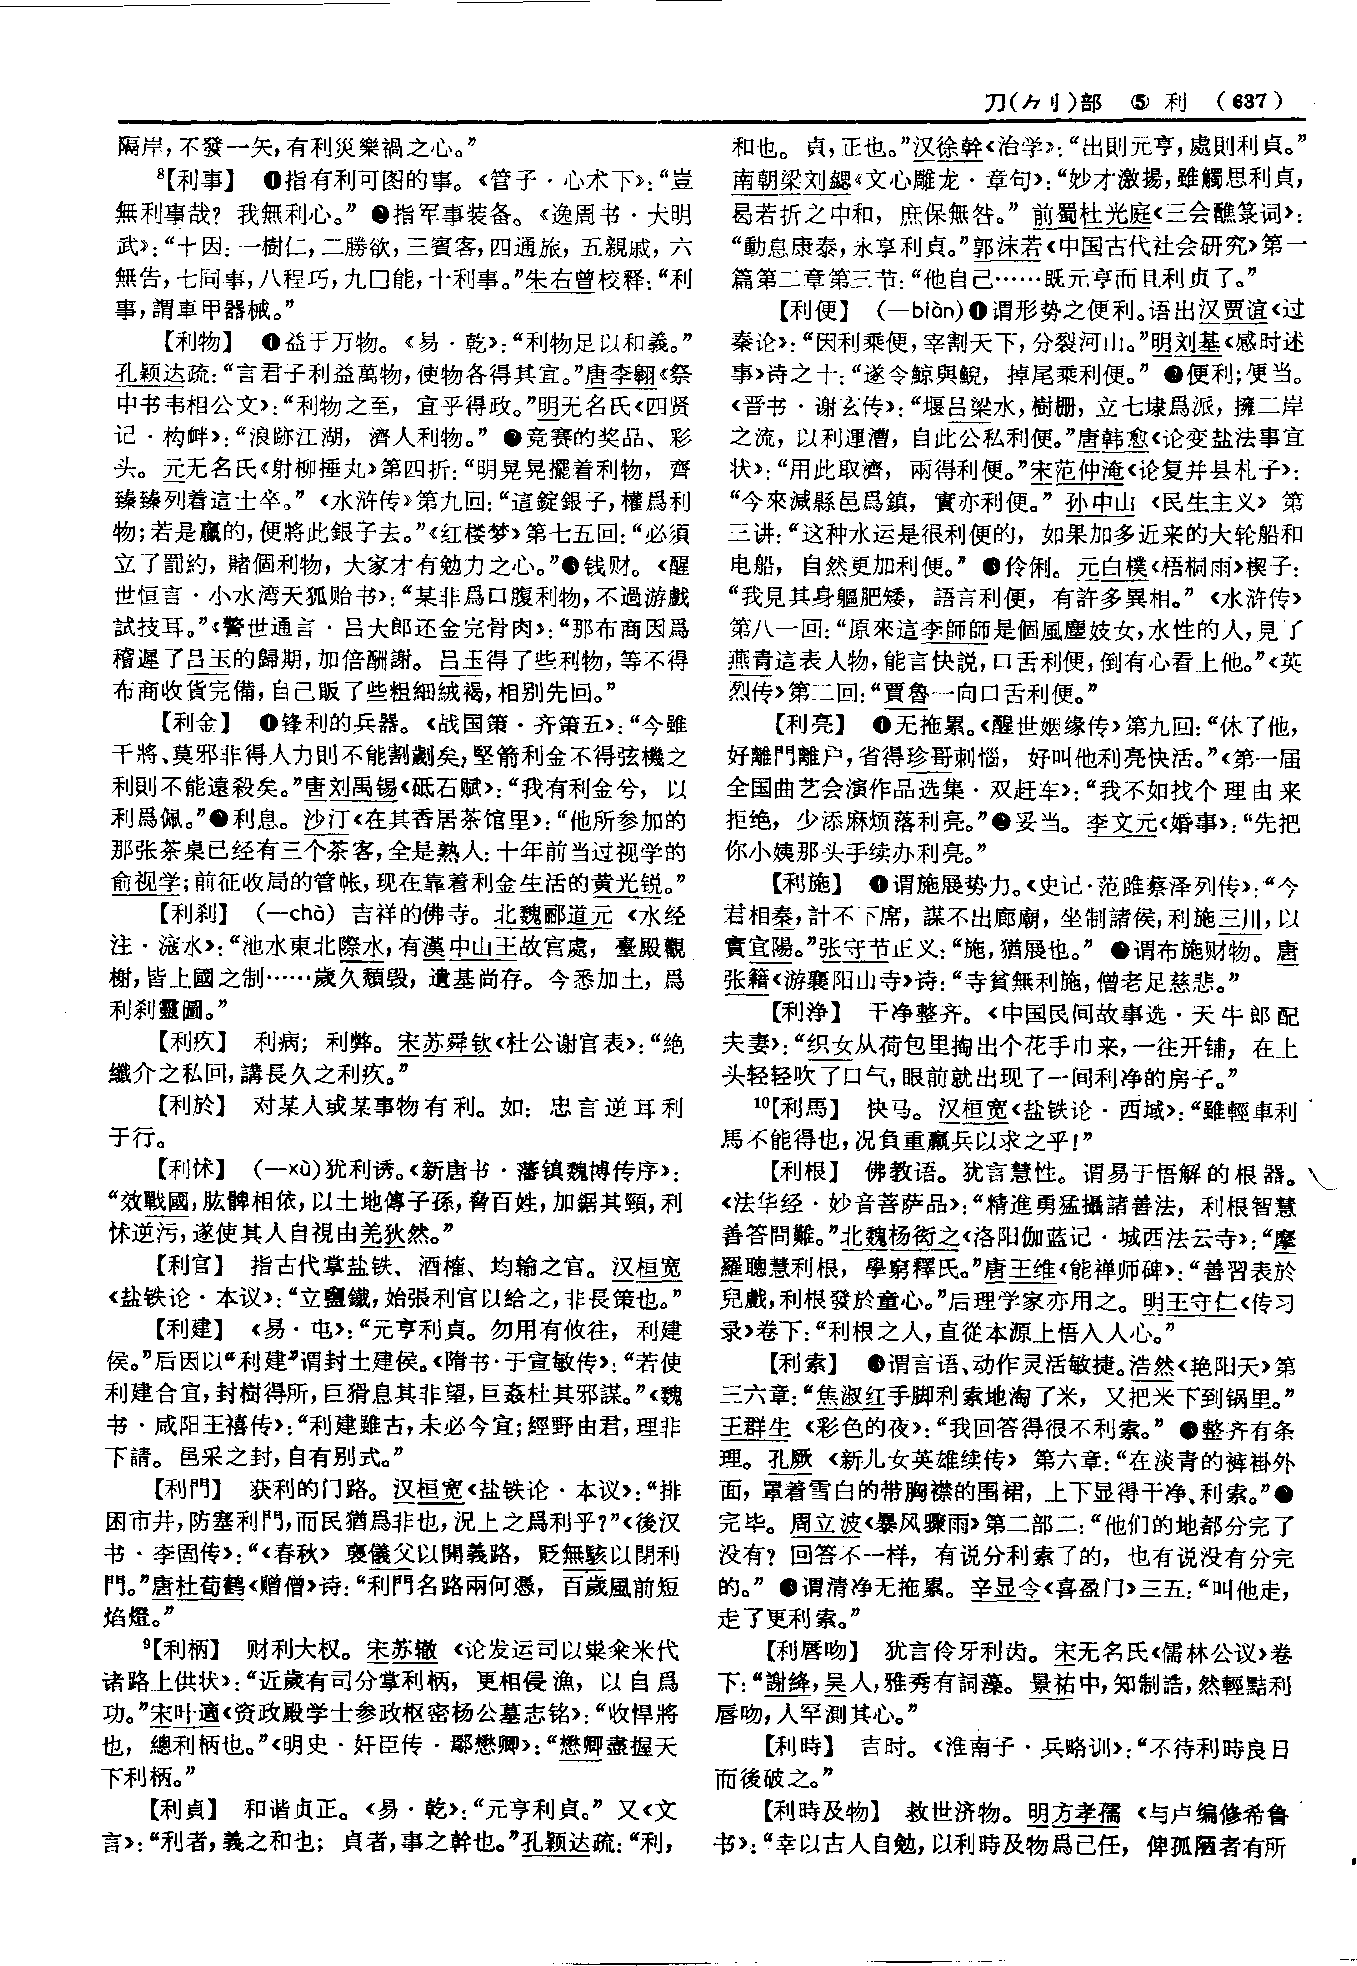 刀(⺈刂)部 ⑤ 利 (637)
隔岸，不發一矢，有利災樂禍之心。”
8【利事】 ❶指有利可图的事。《管子·心术下》：“豈
無利事哉？我無利心。” ❷指军事装备。《逸周书·大明
武》：“十因：一樹仁，二勝欲，三賓客，四通旅，五親戚，六
無告，七同事，八程巧，九口能，十利事。”朱右曾校释：“利
事，謂車甲器械。”
【利物】 ❶益于万物。《易·乾》：“利物足以和義。”
孔颖达疏：“言君子利益萬物，使物各得其宜。”唐李翱《祭
中书韦相公文》：“利物之至，宜乎得政。”明无名氏《四贤
记·构衅》：“浪跡江湖，濟人利物。” ❷竞赛的奖品、彩
头。元无名氏《射柳捶丸》第四折：“明晃晃擺着利物，齊
臻臻列着這士卒。” 《水浒传》第九回：“這錠銀子，權爲利
物；若是贏的，便將此銀子去。”《红楼梦》第七五回：“必須
立了罰約，賭個利物，大家才有勉力之心。”❸钱财。《醒
世恒言·小水湾天狐贻书》：“某非爲口腹利物，不過游戲
試技耳。”《警世通言·吕大郎还金完骨肉》：“那布商因爲
稽遲了吕玉的歸期，加倍酬謝。吕玉得了些利物，等不得
布商收貨完備，自己販了些粗細絨褐，相别先回。”
【利金】 ❶锋利的兵器。《战国策·齐策五》：“今雖
干將、莫邪非得人力則不能割劌矣，堅箭利金不得弦機之
利則不能遠殺矣。”唐刘禹锡《砥石赋》：“我有利金兮，以
利爲佩。”❷利息。沙汀《在其香居茶馆里》：“他所参加的
那张茶桌已经有三个茶客，全是熟人：十年前当过视学的
俞视学；前征收局的管帐，现在靠着利金生活的黄光锐。”
【利刹】 （—chà）吉祥的佛寺。北魏郦道元《水经
注·滱水》：“池水東北際水，有漢中山王故宫處，臺殿觀
榭，皆上國之制……歲久頽毁，遺基尚存。今悉加土，爲
利刹靈圖。”
【利疚】 利病；利弊。宋苏舜钦《杜公谢官表》：“絶
纖介之私回，講長久之利疚。”
【利於】 对某人或某事物有利。如：忠言逆耳利
于行。
【利怵】 （—xù）犹利诱。《新唐书·藩镇魏博传序》：
“效戰國，肱髀相依，以土地傳子孫，脅百姓，加鋸其頸，利
怵逆污，遂使其人自視由羌狄然。”
【利官】 指古代掌盐铁、酒榷、均输之官。汉桓宽
《盐铁论·本议》：“立鹽鐵，始張利官以给之，非長策也。”
【利建】 《易·屯》：“元亨利貞。勿用有攸往，利建
侯。”后因以“利建”谓封土建侯。《隋书·于宣敏传》：“若使
利建合宜，封樹得所，巨猾息其非望，巨姦杜其邪謀。”《魏
书·咸阳王禧传》：“利建雖古，未必今宜；經野由君，理非
下請。邑采之封，自有别式。”
【利門】 获利的门路。汉桓宽《盐铁论·本议》：“排
困市井，防塞利門，而民猶爲非也，況上之爲利乎？”《後汉
书·李固传》：“《春秋》褒儀父以開義路，貶無駭以閉利
門。”唐杜荀鹤《赠僧》诗：“利門名路兩何憑，百歲風前短
焰燈。”
9【利柄】 财利大权。宋苏辙《论发运司以粜籴米代
诸路上供状》：“近歲有司分掌利柄，更相侵漁，以自爲
功。”宋叶適《资政殿学士参政枢密杨公墓志铭》：“收悍將
也，總利柄也。”《明史·奸臣传·鄢懋卿》：“懋卿盡握天
下利柄。”
【利貞】 和谐贞正。《易·乾》：“元亨利貞。”又《文
言》：“利者，義之和也；貞者，事之幹也。”孔颖达疏：“利，
和也。貞，正也。”汉徐幹《治学》：“出則元亨，處則利貞。”
南朝梁刘勰《文心雕龙·章句》：“妙才激揚，雖觸思利貞，
曷若折之中和，庶保無咎。”前蜀杜光庭《三会醮箓词》：
“動息康泰，永享利貞。”郭沫若《中国古代社会研究》第一
篇第二章第三节：“他自己……既元亨而且利贞了。”
【利便】 （—biàn）❶谓形势之便利。语出汉贾谊《过
秦论》：“因利乘便，宰割天下，分裂河山。”明刘基《感时述
事》诗之十：“遂令鯨與鯢，掉尾乘利便。” ❷便利；便当。
《晋书·谢玄传》：“堰吕梁水，樹栅，立七埭爲派，擁二岸
之流，以利運漕，自此公私利便。”唐韩愈《论变盐法事宜
状》：“用此取濟，兩得利便。”宋范仲淹《论复并县札子》：
“今來減縣邑爲鎮，實亦利便。”孙中山《民生主义》第
三讲：“这种水运是很利便的，如果加多近来的大轮船和
电船，自然更加利便。” ❸伶俐。元白樸《梧桐雨》楔子：
“我見其身軀肥矮，語言利便，有許多異相。”《水浒传》
第八一回：“原來這李師師是個風塵妓女，水性的人，見了
燕青這表人物，能言快説，口舌利便，倒有心看上他。”《英
烈传》第二回：“賈魯一向口舌利便。”
【利亮】 ❶无拖累。《醒世姻缘传》第九回：“休了他，
好離門離户，省得珍哥刺惱，好叫他利亮快活。”《第一届
全国曲艺会演作品选集·双赶车》：“我不如找个理由来
拒绝，少添麻烦落利亮。”❷妥当。李文元《婚事》：“先把
你小姨那头手续办利亮。”
【利施】 ❶谓施展势力。《史记·范雎蔡泽列传》：“今
君相秦，計不下席，謀不出廊廟，坐制諸侯，利施三川，以
實宜陽。”张守节正义：“施，猶展也。” ❷谓布施财物。唐
张籍《游襄阳山寺》诗：“寺貧無利施，僧老足慈悲。”
【利净】 干净整齐。《中国民间故事选·天牛郎配
夫妻》：“织女从荷包里掏出个花手巾来，一往开铺，在上
头轻轻吹了口气，眼前就出现了一间利净的房子。”
10【利馬】 快马。汉桓宽《盐铁论·西域》：“雖輕車利
馬不能得也，况負重羸兵以求之乎！”
【利根】 佛教语。犹言慧性。谓易于悟解的根器。
《法华经·妙音菩萨品》：“精進勇猛攝諸善法，利根智慧
善答問難。”北魏杨衒之《洛阳伽蓝记·城西法云寺》：“摩
羅聰慧利根，學窮釋氏。”唐王维《能禅师碑》：“善習表於
兒戲，利根發於童心。”后理学家亦用之。明王守仁《传习
录》卷下：“利根之人，直從本源上悟入人心。”
【利索】 ❶谓言语、动作灵活敏捷。浩然《艳阳天》第
三六章：“焦淑红手脚利索地淘了米，又把米下到锅里。”
王群生《彩色的夜》：“我回答得很不利索。” ❷整齐有条
理。孔厥《新儿女英雄续传》第六章：“在淡青的裤褂外
面，罩着雪白的带胸襟的围裙，上下显得干净、利索。”❸
完毕。周立波《暴风骤雨》第二部二：“他们的地都分完了
没有？回答不一样，有说分利索了的，也有说没有分完
的。” ❹谓清净无拖累。辛显令《喜盈门》三五：“叫他走，
走了更利索。”
【利唇吻】 犹言伶牙利齿。宋无名氏《儒林公议》卷
下：“謝絳，吴人，雅秀有詞藻。景祐中，知制誥，然輕黠利
唇吻，人罕測其心。”
【利時】 吉时。《淮南子·兵略训》：“不待利時良日
而後破之。”
【利時及物】 救世济物。明方孝孺《与卢编修希鲁
书》：“幸以古人自勉，以利時及物爲己任，俾孤陋者有所